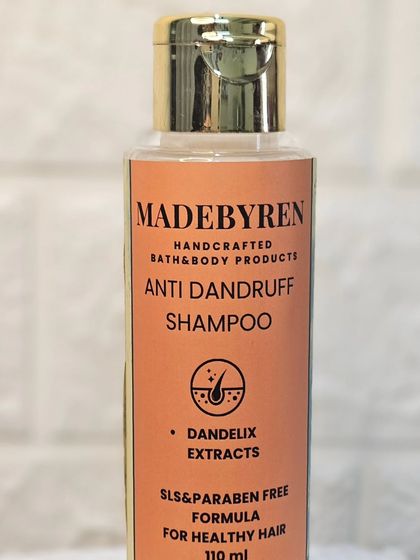 MADEBYREN
HANDCRAFTED
BATH&BODY PRODUCTS
ANTI DANDRUFF
SHAMPOO
• DANDELIX
EXTRACTS
SLS&PARABEN FREE
FORMULA
FOR HEALTHY HAIR
110 ml